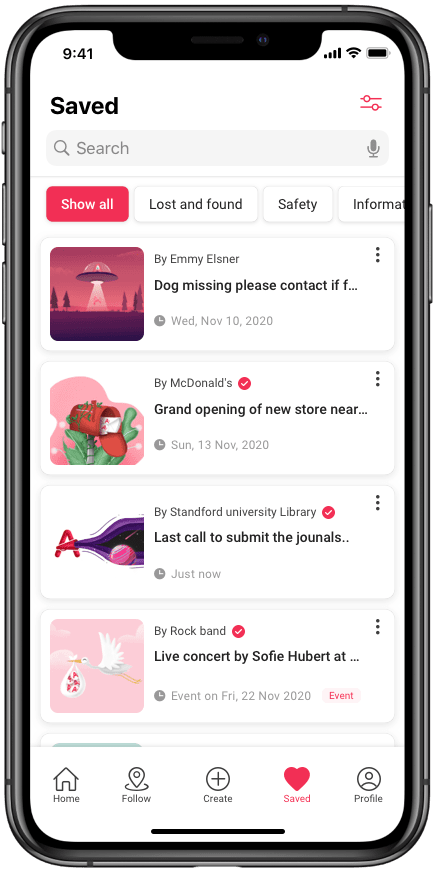 9:41
Saved
Search
Show all
Lost and found
Safety
Informat
By Emmy Elsner
Dog missing please contact if f...
Wed, Nov 10, 2020
By McDonald's
Grand opening of new store near...
Sun, 13 Nov, 2020
By Standford university Library
Last call to submit the jounals..
Just now
By Rock band
Live concert by Sofie Hubert at ...
Event on Fri, 22 Nov 2020
Event
Home
Follow
Create
Saved
Profile